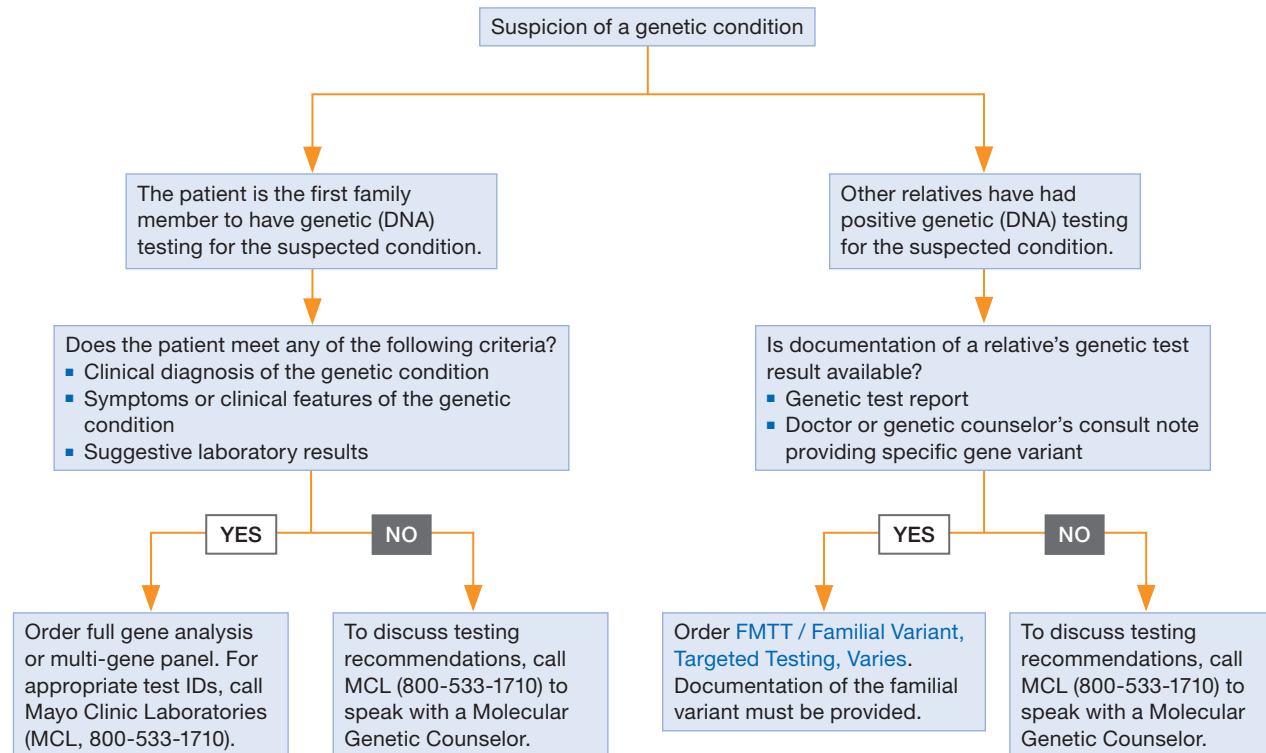 Suspicion of a genetic condition
The patient is the first family
member to have genetic (DNA)
testing for the suspected condition.
Other relatives have had
positive genetic (DNA) testing
for the suspected condition.
Does the patient meet any of the following criteria?
■ Clinical diagnosis of the genetic condition
■ Symptoms or clinical features of the genetic
condition
■ Suggestive laboratory results
Is documentation of a relative’s genetic test
result available?
■ Genetic test report
■ Doctor or genetic counselor’s consult note
providing specific gene variant
YES
NO
YES
NO
Order full gene analysis
or multi-gene panel. For
appropriate test IDs, call
Mayo Clinic Laboratories
(MCL, 800-533-1710).
To discuss testing
recommendations, call
MCL (800-533-1710) to
speak with a Molecular
Genetic Counselor.
Order FMTT / Familial Variant,
Targeted Testing, Varies.
Documentation of the familial
variant must be provided.
To discuss testing
recommendations, call
MCL (800-533-1710) to
speak with a Molecular
Genetic Counselor.